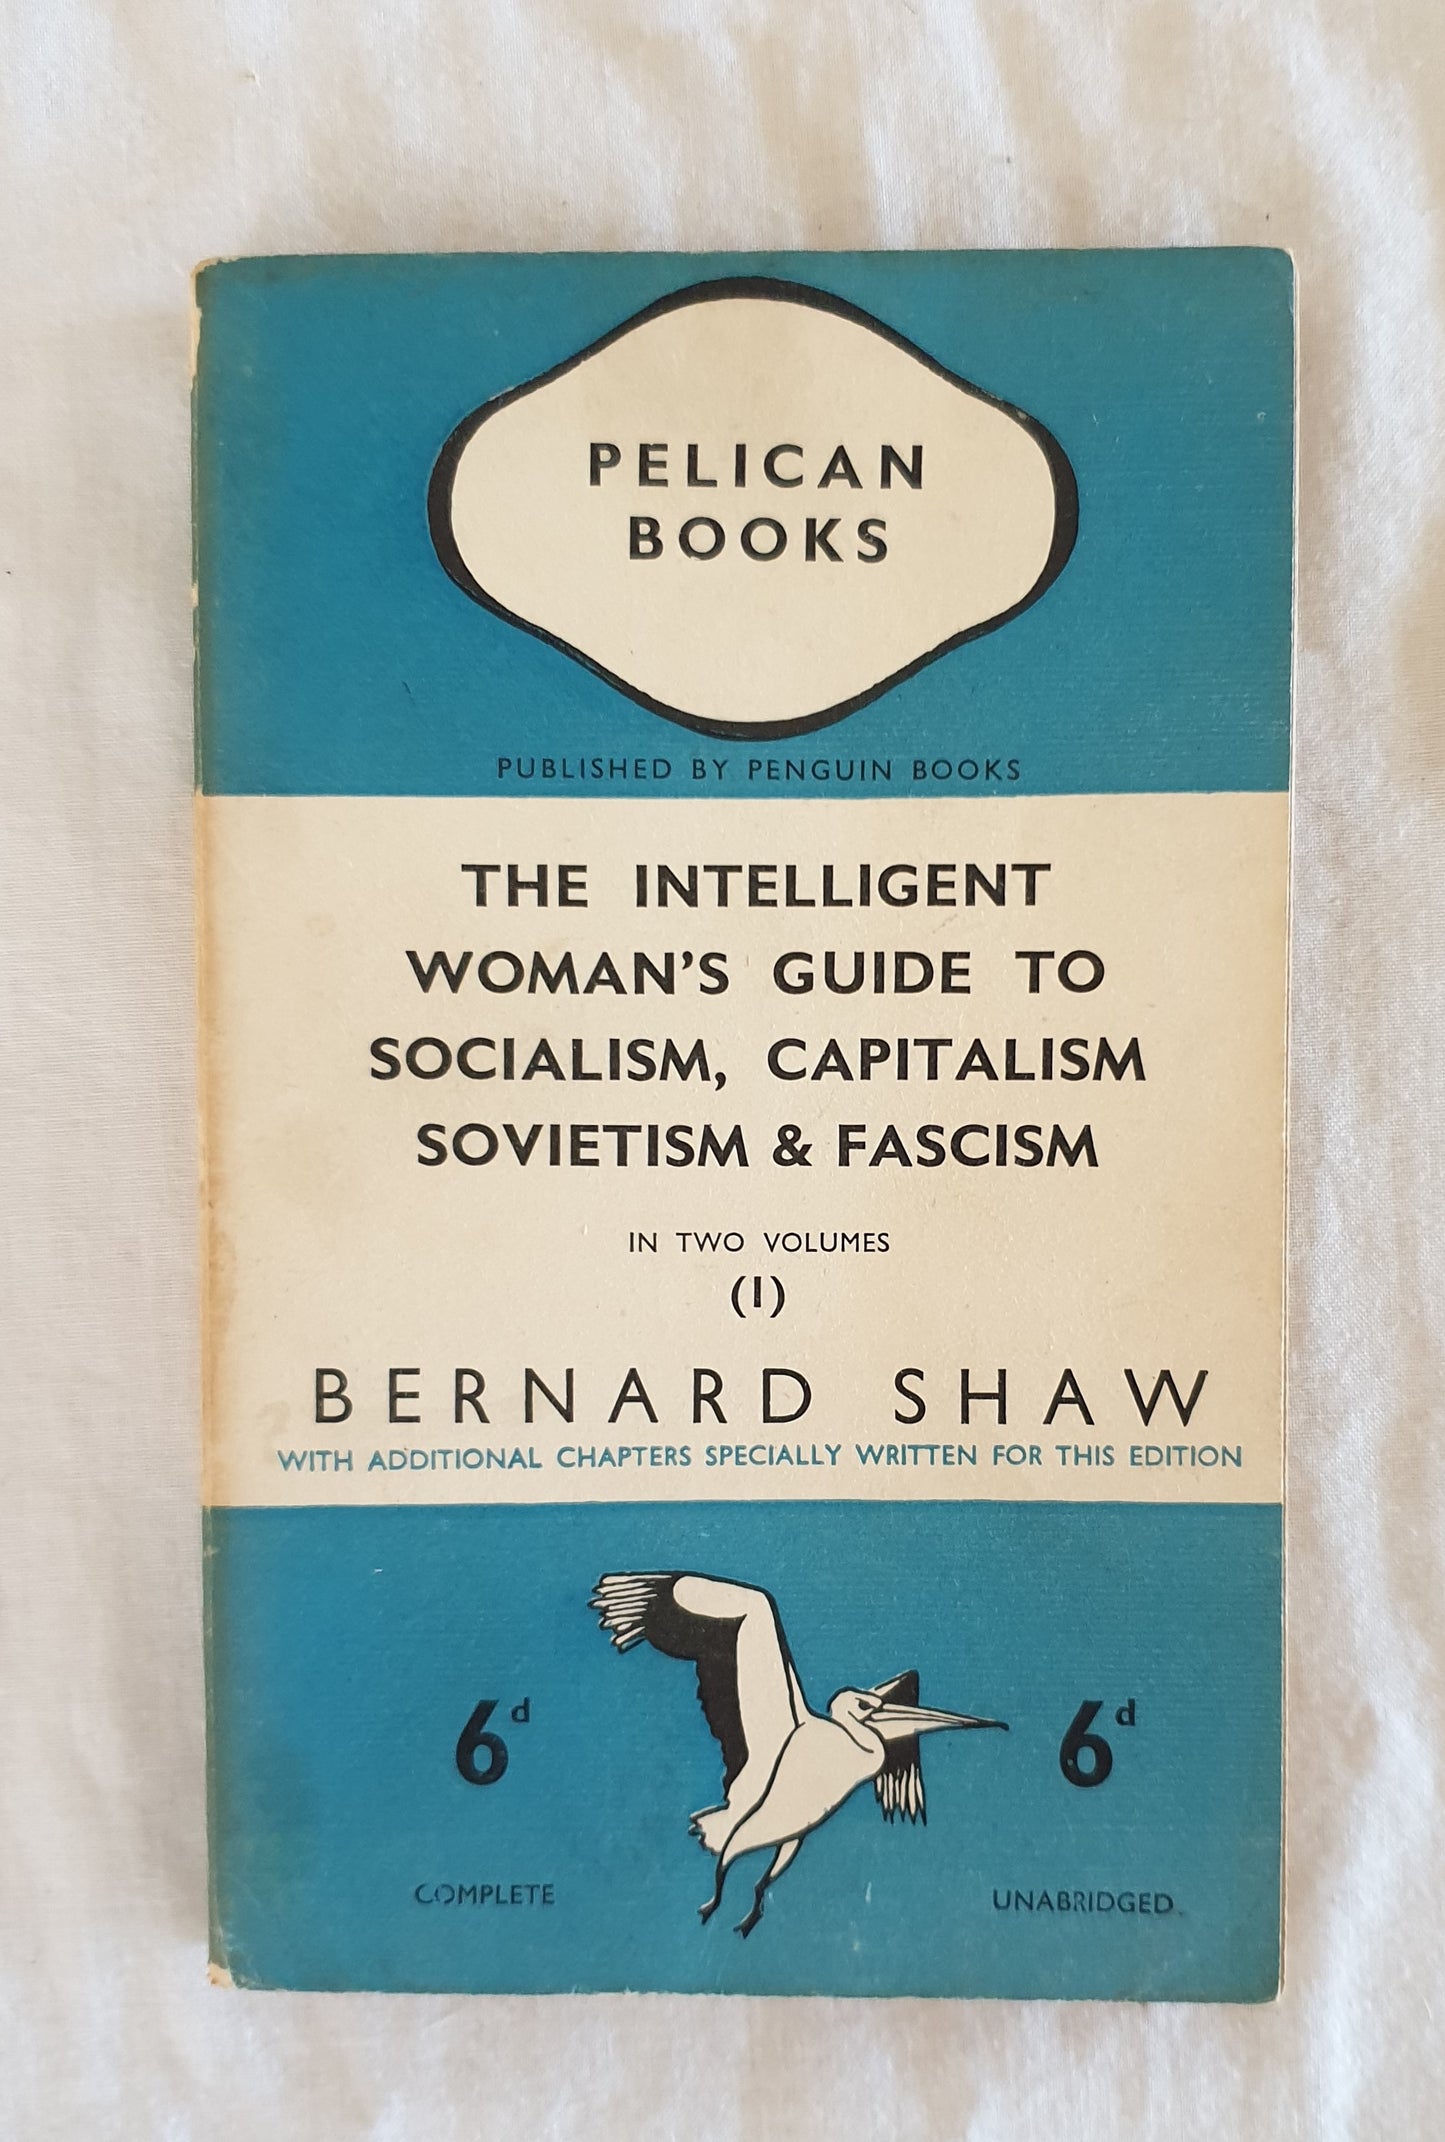 PELICAN
BOOKS
PUBLISHED BY PENGUIN BOOKS
THE INTELLIGENT
WOMAN'S GUIDE TO
SOCIALISM, CAPITALISM
SOVIETISM & FASCISM
IN TWO VOLUMES
(I)
BERNARD SHAW
WITH ADDITIONAL CHAPTERS SPECIALLY WRITTEN FOR THIS EDITION
6d 6d
COMPLETE UNABRIDGED